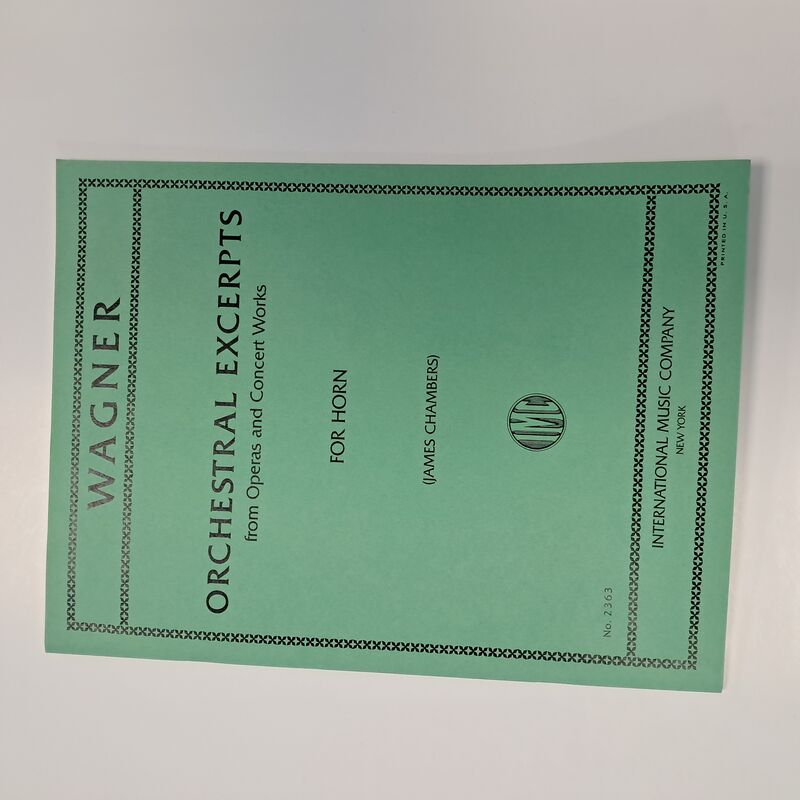 WAGNER
ORCHESTRAL EXCERPTS
from Operas and Concert Works
FOR HORN
(JAMES CHAMBERS)
IMC
No. 2363
INTERNATIONAL MUSIC COMPANY
NEW YORK
PRINTED IN U. S. A.